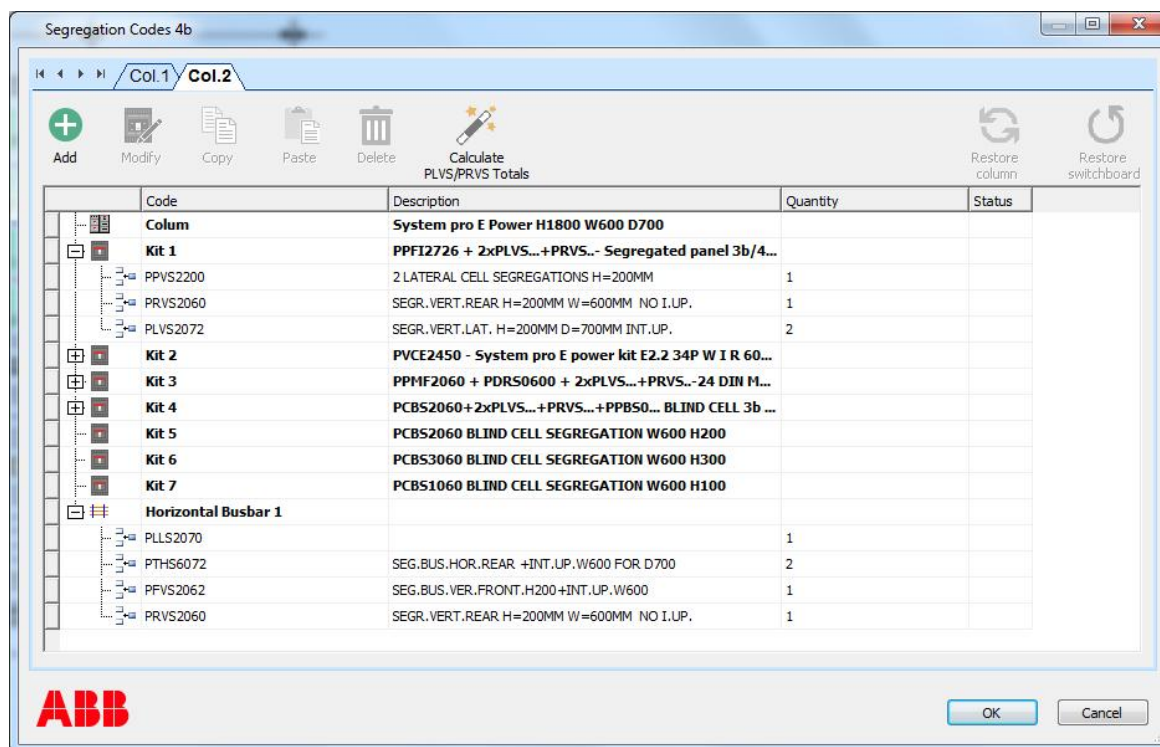 Segregation Codes 4b
Col.1 Col.2
Add Modify Copy Paste Delete Calculate PLVS/PRVS Totals Restore column Restore switchboard
Code Description Quantity Status
Colum System pro E Power H1800 W600 D700
Kit 1 PPFI2726 + 2xPLVS...+PRVS..- Segregated panel 3b/4...
PPVS2200 2 LATERAL CELL SEGREGATIONS H=200MM 1
PRVS2060 SEGR.VERT.REAR H=200MM W=600MM NO I.UP. 1
PLVS2072 SEGR.VERT.LAT. H=200MM D=700MM INT.UP. 2
Kit 2 PVCE2450 - System pro E power kit E2.2 34P W I R 60...
Kit 3 PPMF2060 + PDRS0600 + 2xPLVS...+PRVS..-24 DIN M...
Kit 4 PCBS2060+2xPLVS...+PRVS...+PPBS0... BLIND CELL 3b ...
Kit 5 PCBS2060 BLIND CELL SEGREGATION W600 H200
Kit 6 PCBS3060 BLIND CELL SEGREGATION W600 H300
Kit 7 PCBS1060 BLIND CELL SEGREGATION W600 H100
Horizontal Busbar 1
PLLS2070 1
PTHS6072 SEG.BUS.HOR.REAR +INT.UP.W600 FOR D700 2
PFVS2062 SEG.BUS.VER.FRONT.H200+INT.UP.W600 1
PRVS2060 SEGR.VERT.REAR H=200MM W=600MM NO I.UP. 1
ABB
OK Cancel